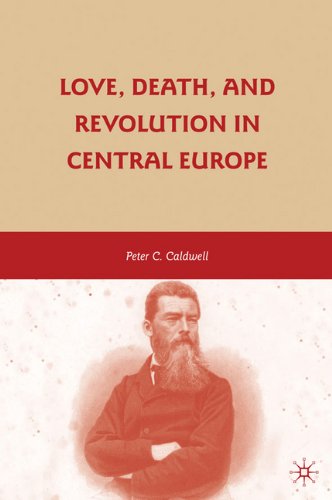 LOVE, DEATH, AND
REVOLUTION IN
CENTRAL EUROPE
Peter C. Caldwell